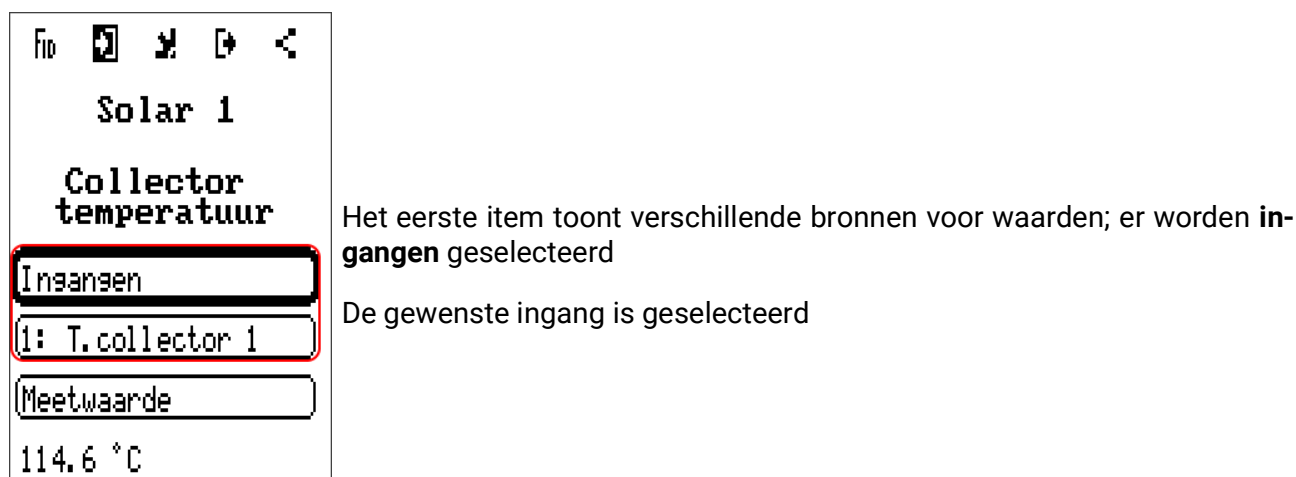 FID
Solar 1
Collector
temperatuur
Ingangen
1: T.collector 1
Meetwaarde
114.6 °C
Het eerste item toont verschillende bronnen voor waarden; er worden in-
gangen geselecteerd
De gewenste ingang is geselecteerd